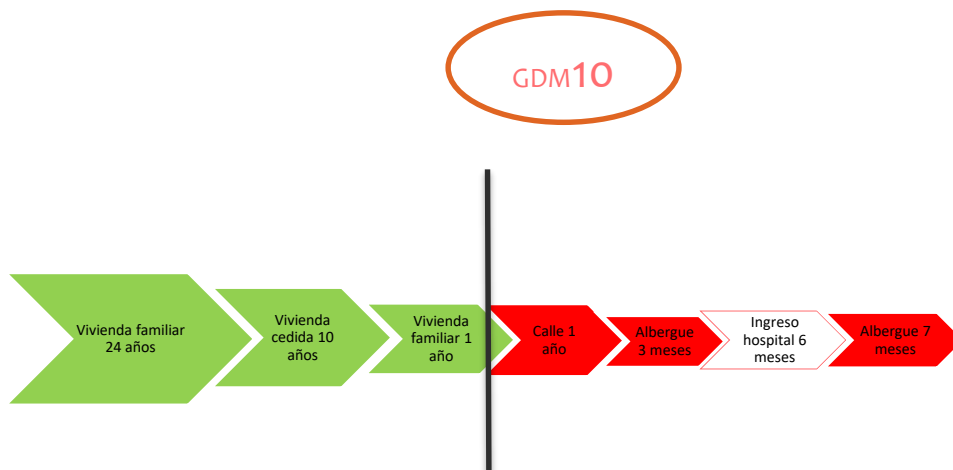 GDM10
Vivienda familiar
24 años
Vivienda
cedida 10
años
Vivienda
familiar 1
año
Calle 1
año
Albergue
3 meses
Ingreso
hospital 6
meses
Albergue 7
meses